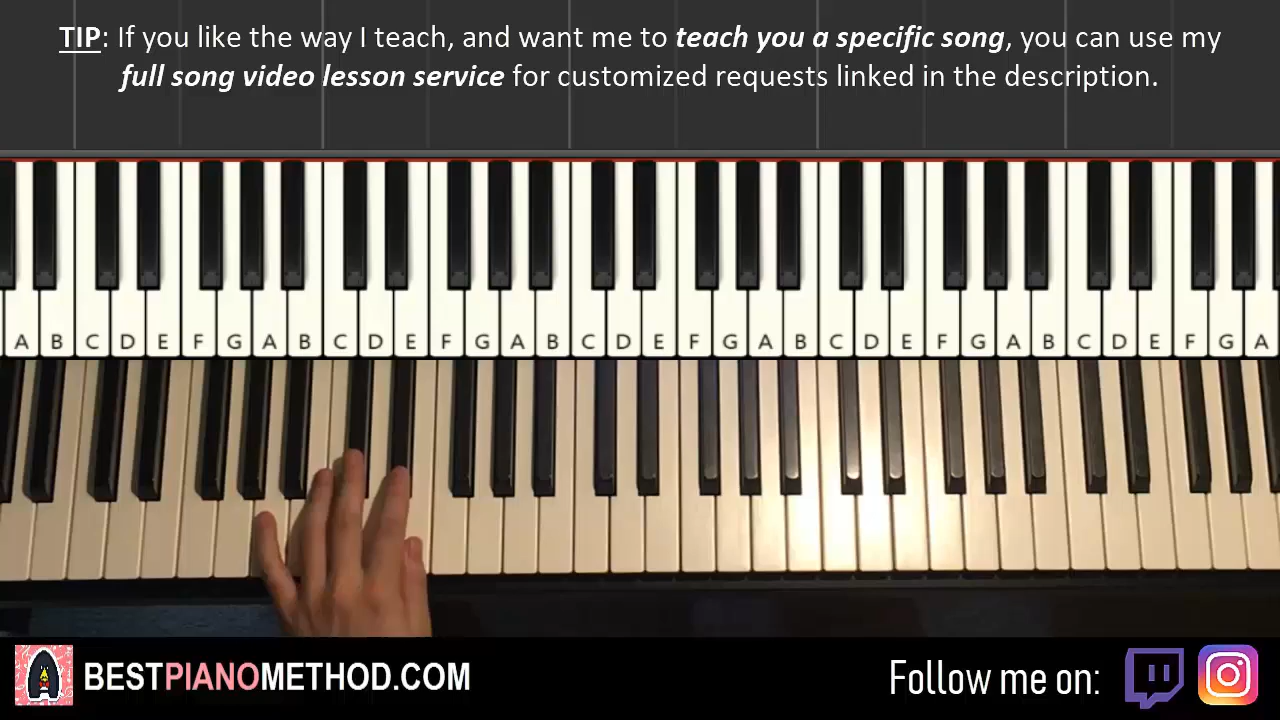 TIP: If you like the way I teach, and want me to teach you a specific song, you can use my
full song video lesson service for customized requests linked in the description.
A B C D E F G A B C D E F G A B C D E F G A B C D E F G A B C D E F G A
BESTPIANOMETHOD.COM
Follow me on: